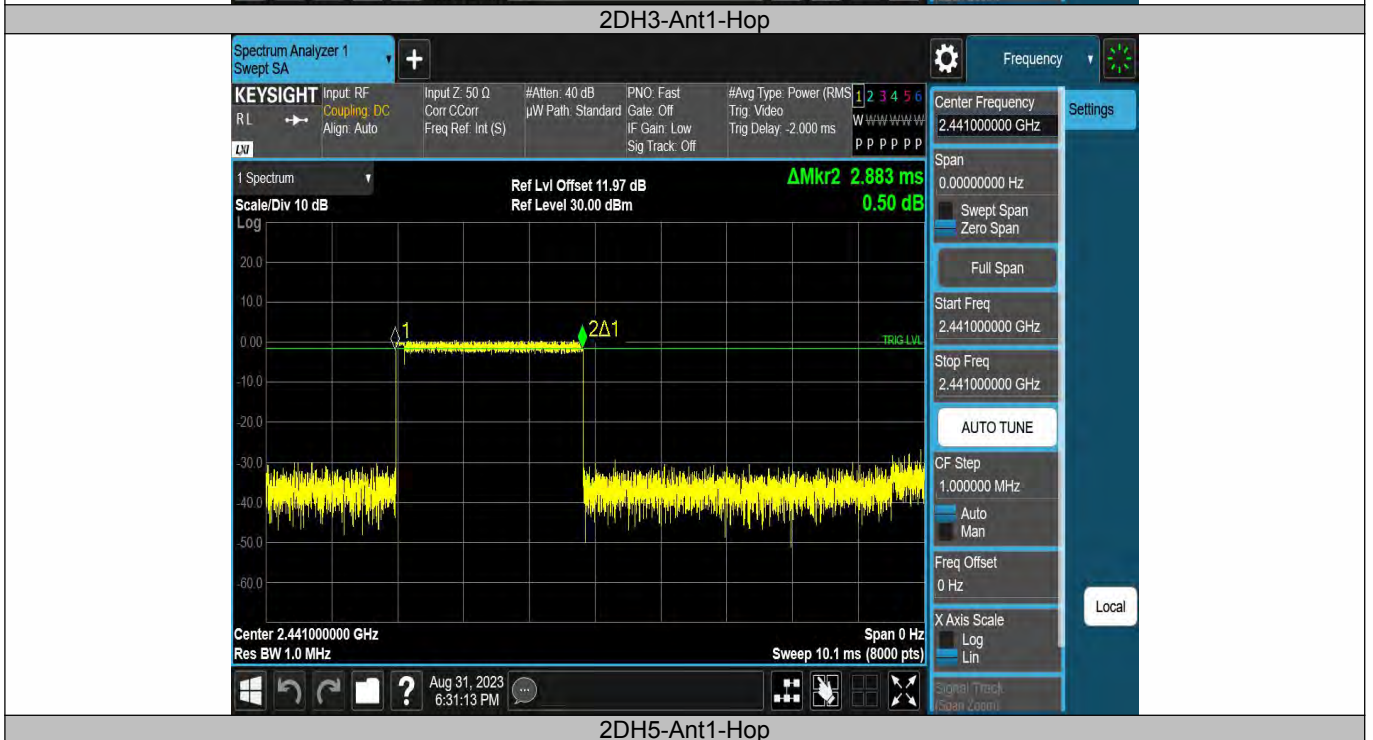 2DH3-Ant1-Hop
Spectrum Analyzer 1
Swept SA
+
Frequency
KEYSIGHT
RL
LXI
Input: RF
Coupling: DC
Align: Auto
Input Z: 50 Ω
Corr CCorr
Freq Ref: Int (S)
#Atten: 40 dB
µW Path: Standard
PNO: Fast
Gate: Off
IF Gain: Low
Sig Track: Off
#Avg Type: Power (RMS
Trig: Video
Trig Delay: -2.000 ms
1 2 3 4 5 6
W W W W W W
P P P P P P
Center Frequency
2.441000000 GHz
Settings
1 Spectrum
Scale/Div 10 dB
Log
Ref Lvl Offset 11.97 dB
Ref Level 30.00 dBm
ΔMkr2 2.883 ms
0.50 dB
Span
0.00000000 Hz
Swept Span
Zero Span
Full Span
Start Freq
2.441000000 GHz
Stop Freq
2.441000000 GHz
AUTO TUNE
CF Step
1.000000 MHz
Auto
Man
Freq Offset
0 Hz
X Axis Scale
Log
Lin
Signal Track
(Span Zoom)
Local
20.0
10.0
0.00
-10.0
-20.0
-30.0
-40.0
-50.0
-60.0
1
2Δ1
TRIG LVL
Center 2.441000000 GHz
Res BW 1.0 MHz
Span 0 Hz
Sweep 10.1 ms (8000 pts)
?
Aug 31, 2023
6:31:13 PM
2DH5-Ant1-Hop